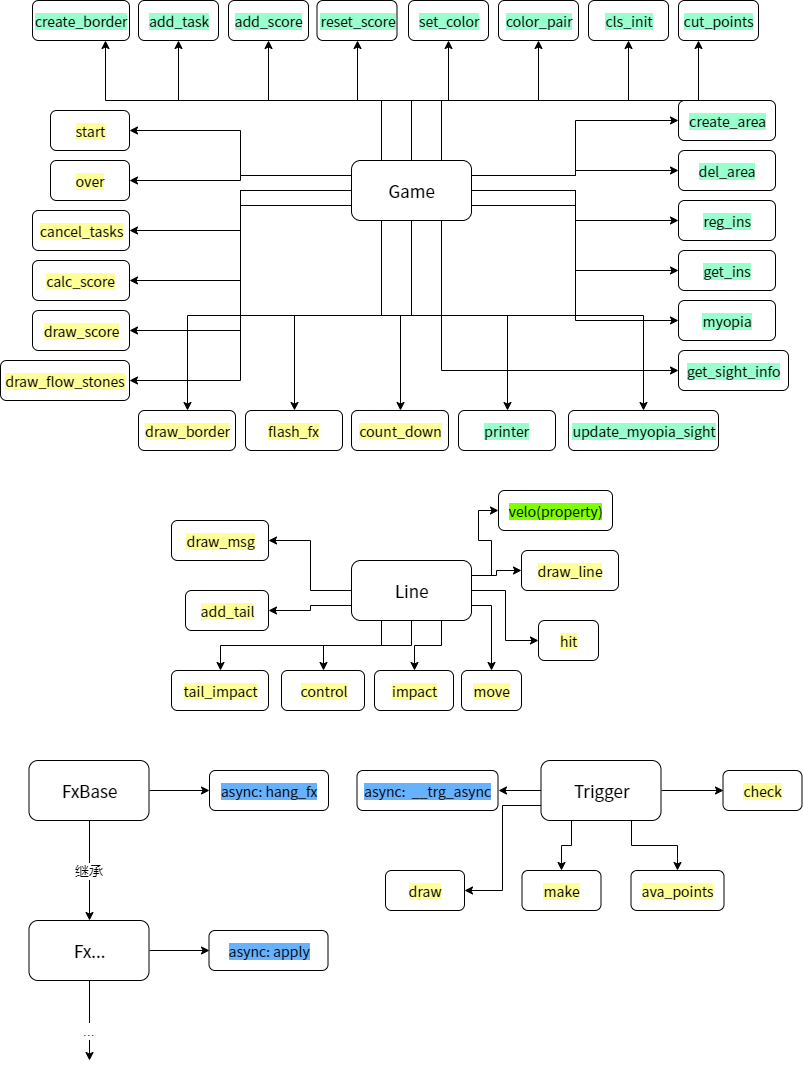 create_border
add_task
add_score
reset_score
set_color
color_pair
cls_init
cut_points
start
create_area
over
Game
del_area
cancel_tasks
reg_ins
calc_score
get_ins
draw_score
myopia
draw_flow_stones
get_sight_info
draw_border
flash_fx
count_down
printer
update_myopia_sight
velo(property)
draw_msg
draw_line
Line
add_tail
hit
tail_impact
control
impact
move
FxBase
async: hang_fx
async: __trg_async
Trigger
check
继承
draw
make
ava_points
Fx...
async: apply
...